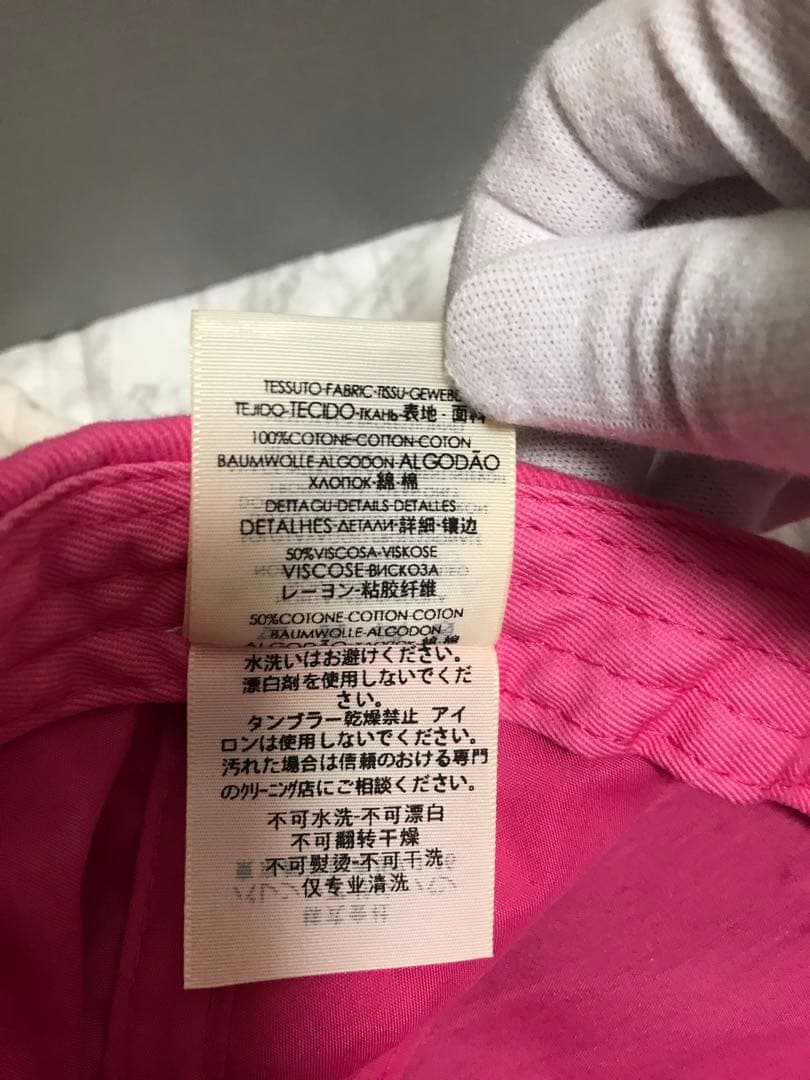 TESSUTO-FABRIC-TISSU-GEWEBE
TEJIDO-TECIDO-ТКАНЬ-表地・面料
100%COTONE-COTTON-COTON
BAUMWOLLE-ALGODON-ALGODÃO
ХЛОПОК-綿-棉
DETTAGLI-DETAILS-DETALLES
DETALHES-ДЕТАЛИ-詳細-镶边
50%VISCOSA-VISKOSE
VISCOSE-ВИСКОЗА
レーヨン-粘胶纤维
50%COTONE-COTTON-COTON
BAUMWOLLE-ALGODON
ALGODÃO-ХЛОПОК-綿-棉
水洗いはお避けください。
漂白剤を使用しないでくだ
さい。
タンブラー乾燥禁止 アイ
ロンは使用しないでください。
汚れた場合は信頼のおける専門
のクリーニング店にご相談ください。
不可水洗-不可漂白
不可翻转干燥
不可熨烫-不可干洗
仅专业清洗